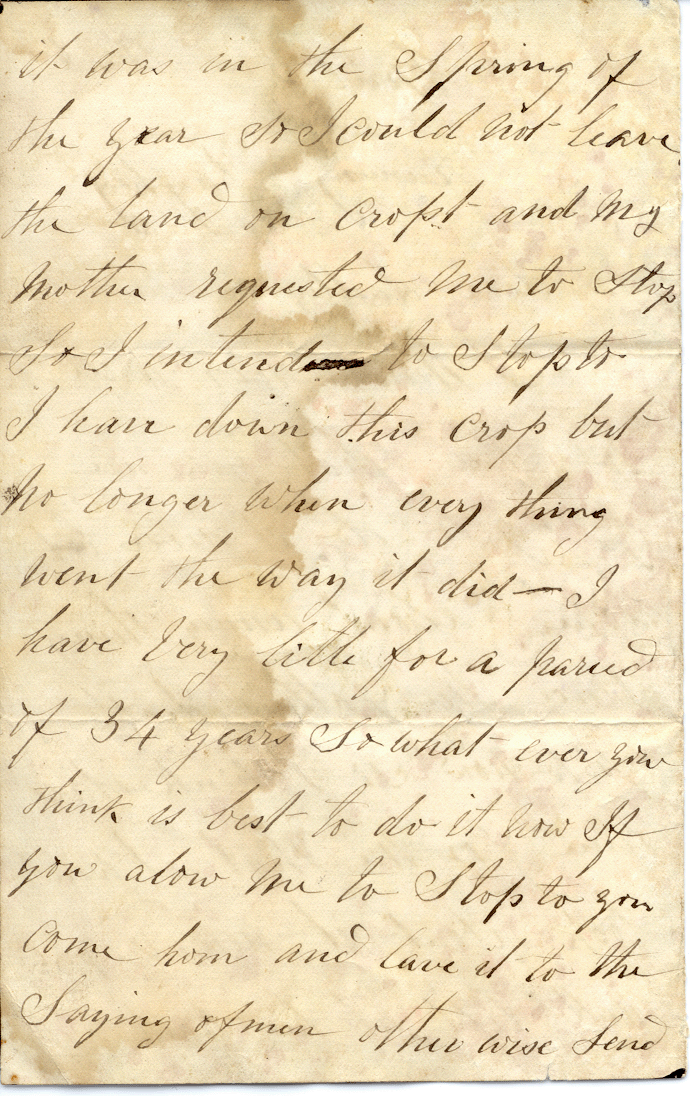 it was in the Spring of
the year So I could not leave
the land on cropt and my
mother requested me to Stop
So I intend to Stop to
I have down this crop but
no longer when every thing
went the way it did — I
have very little for a paried
of 34 years So what ever you
think is best to do it now If
you alow me to Stop to you
come hom and lave it to the
Saying of men other wise Send